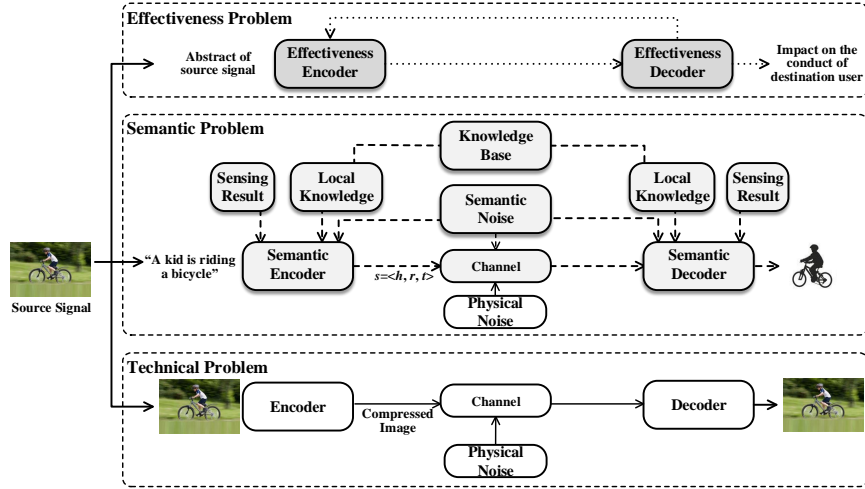 Effectiveness Problem
Abstract of
source signal
Effectiveness
Encoder
Effectiveness
Decoder
Impact on the
conduct of
destination user
Semantic Problem
Knowledge
Base
Sensing
Result
Local
Knowledge
Local
Knowledge
Sensing
Result
Semantic
Noise
“A kid is riding
a bicycle”
Semantic
Encoder
s=<h, r, t>
Channel
Semantic
Decoder
Physical
Noise
Source Signal
Technical Problem
Encoder
Compressed
Image
Channel
Decoder
Physical
Noise